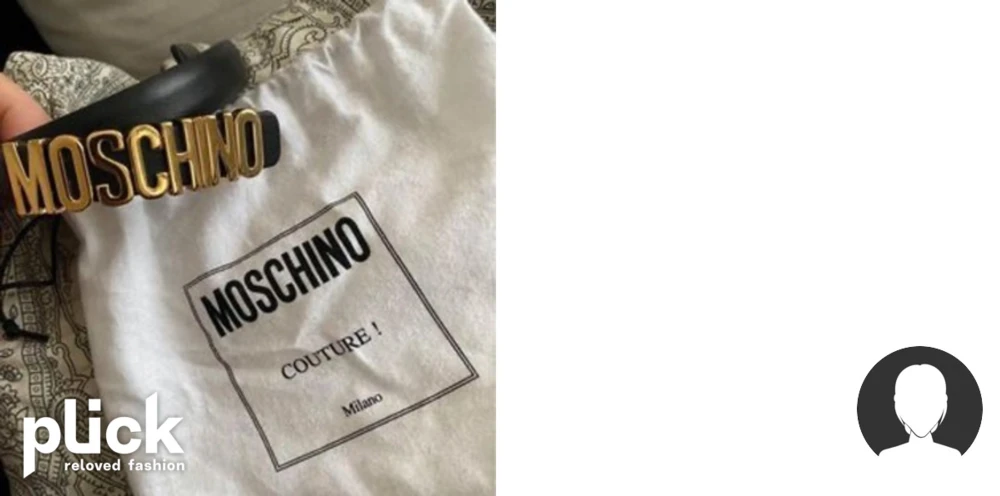 MOSCHINO
MOSCHINO
COUTURE !
Milano
plick
reloved fashion